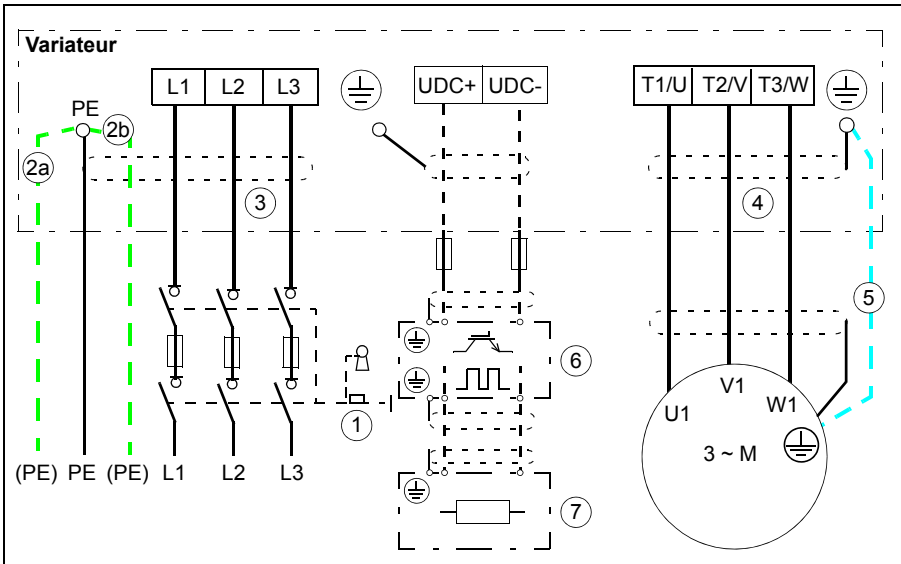 Variateur
L1 L2 L3
UDC+ UDC-
T1/U T2/V T3/W
PE
2b
2a
3
4
5
6
1
U1 V1 W1
3 ~ M
(PE) PE (PE) L1 L2 L3
7